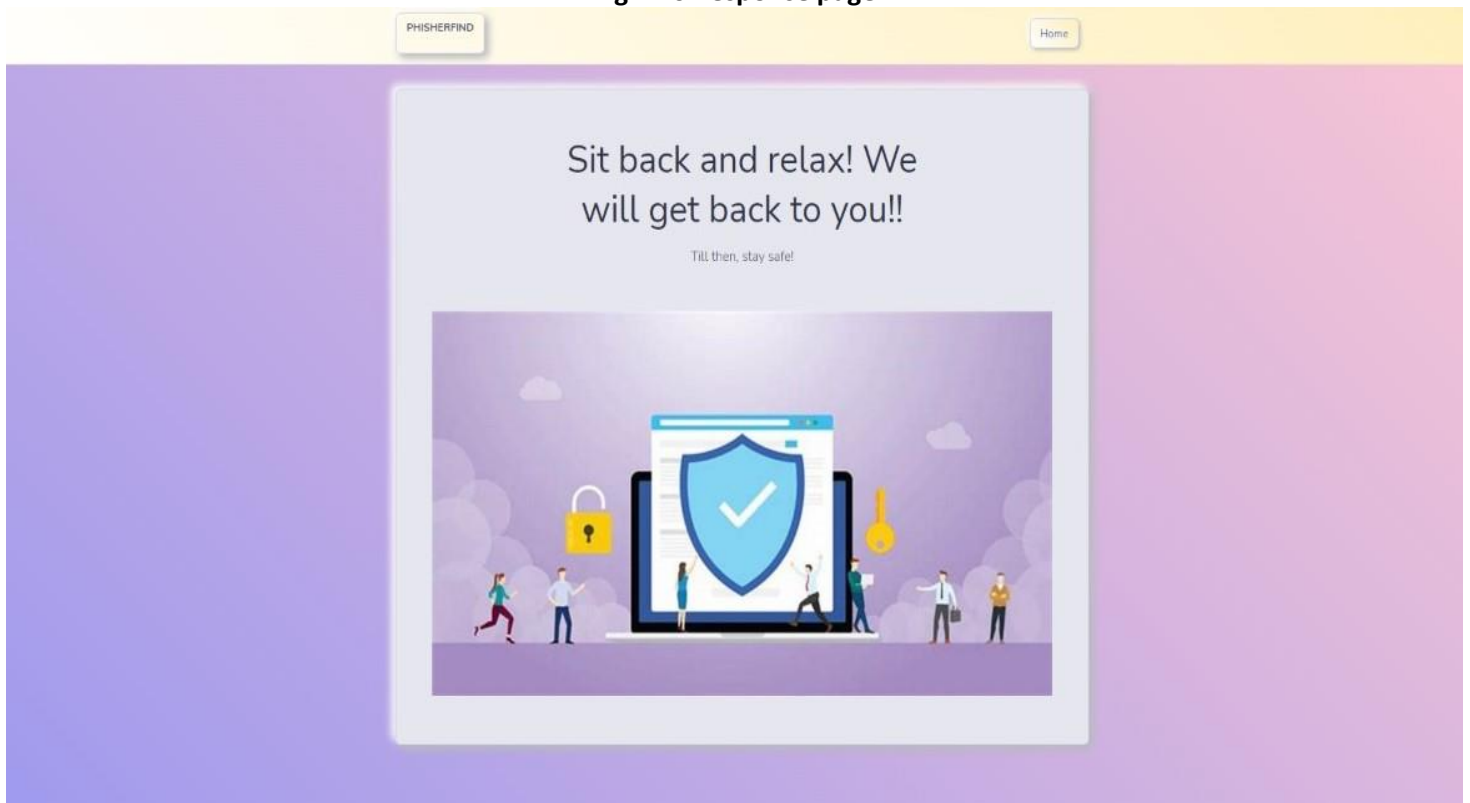 PHISHERFIND
Home
Sit back and relax! We
will get back to you!!
Till then, stay safe!